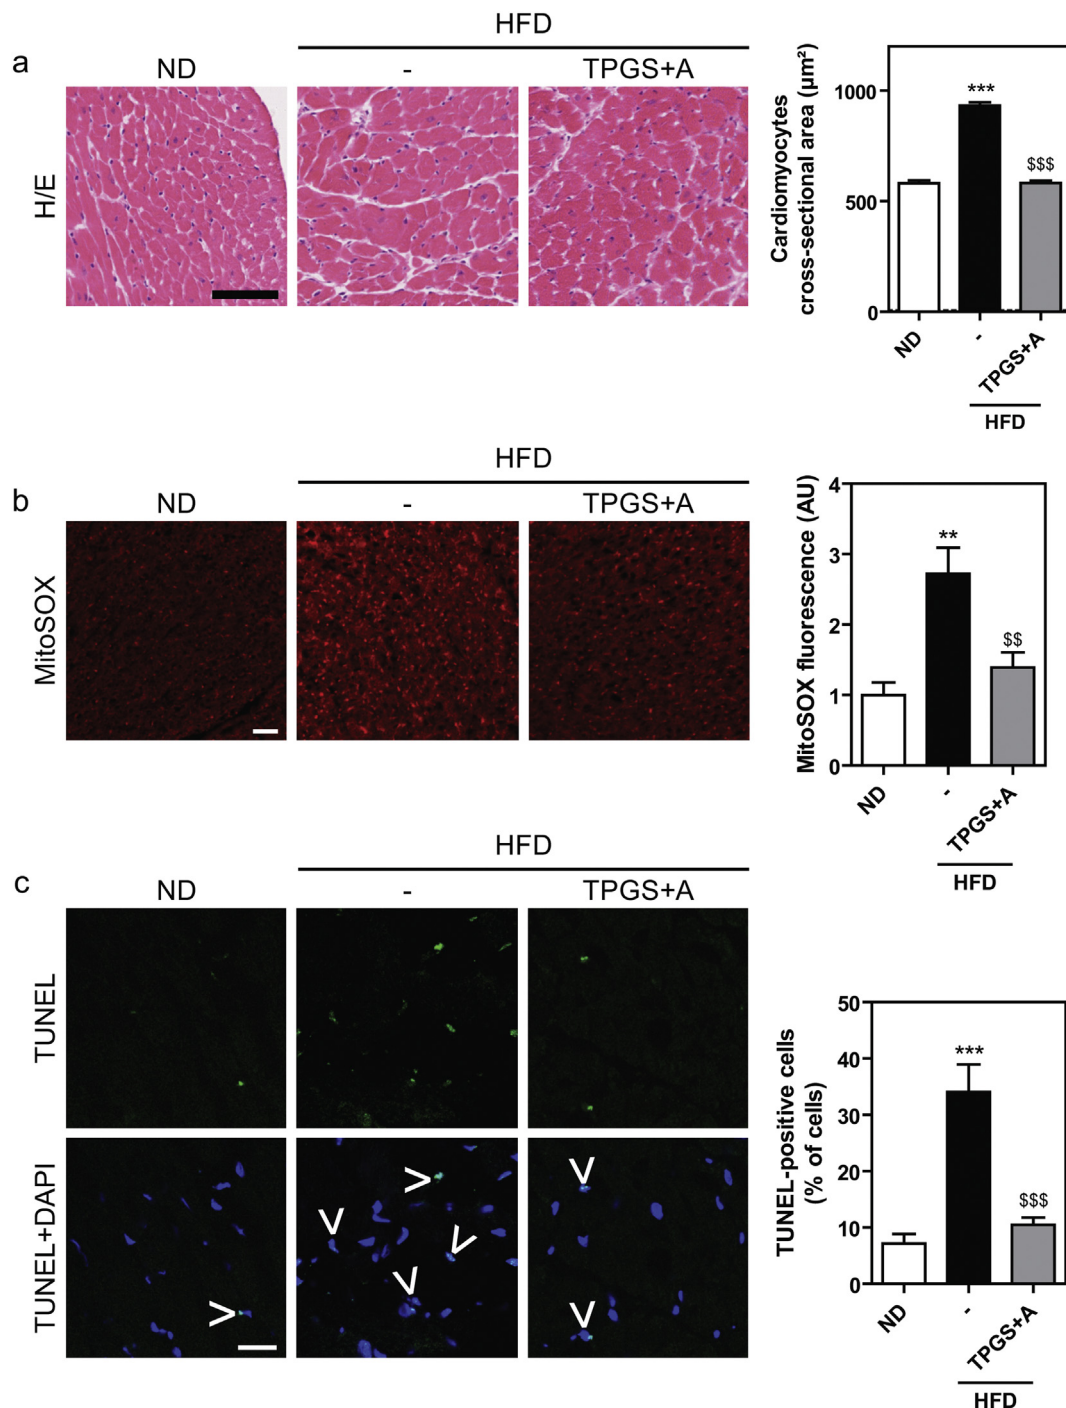 HFD
a
ND
-
TPGS+A
H/E
Cardiomyocytes
cross-sectional area (µm²)
1000
500
0
***
$$$
ND
-
TPGS+A
HFD
HFD
b
ND
-
TPGS+A
MitoSOX
MitoSOX fluorescence (AU)
4
3
2
1
0
**
$$
ND
-
TPGS+A
HFD
HFD
c
ND
-
TPGS+A
TUNEL
TUNEL+DAPI
TUNEL-positive cells
(% of cells)
50
40
30
20
10
0
***
$$$
ND
-
TPGS+A
HFD